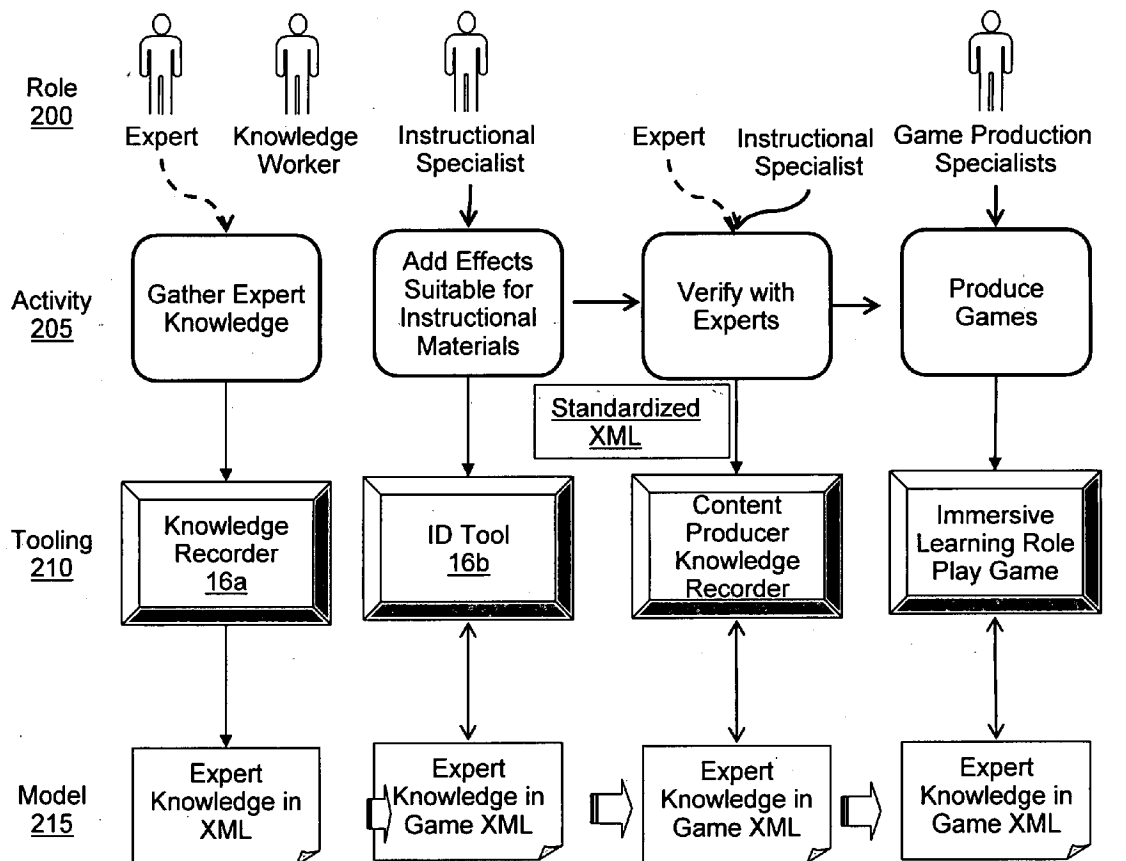 Role
200
Expert
Knowledge
Worker
Instructional
Specialist
Expert
Instructional
Specialist
Game Production
Specialists
Activity
205
Gather Expert
Knowledge
Add Effects
Suitable for
Instructional
Materials
Verify with
Experts
Produce
Games
Standardized
XML
Tooling
210
Knowledge
Recorder
16a
ID Tool
16b
Content
Producer
Knowledge
Recorder
Immersive
Learning Role
Play Game
Model
215
Expert
Knowledge in
XML
Expert
Knowledge in
Game XML
Expert
Knowledge in
Game XML
Expert
Knowledge in
Game XML